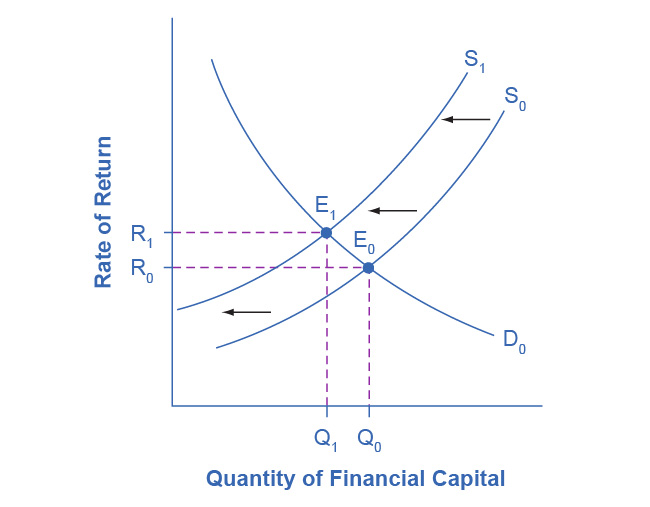 S₁
S₀
E₁
E₀
R₁
R₀
D₀
Q₁ Q₀
Rate of Return
Quantity of Financial Capital